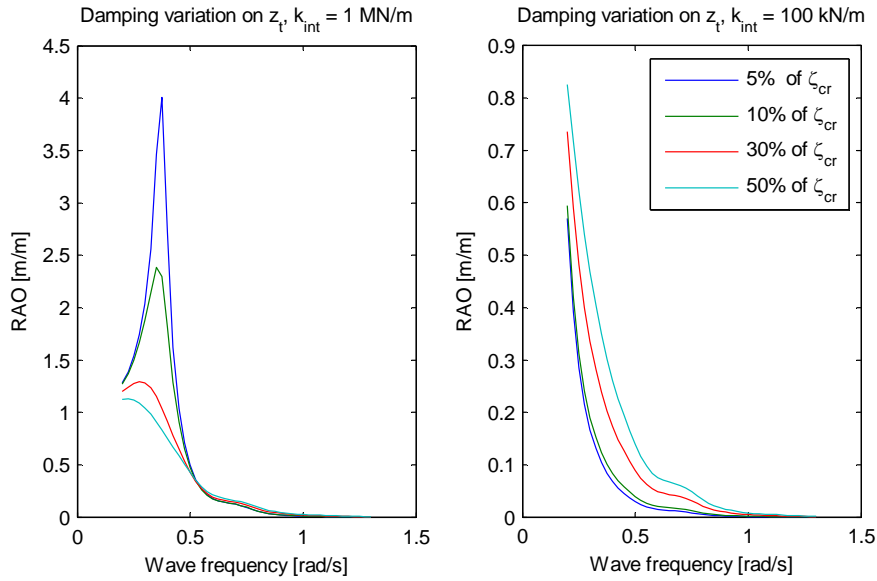 Damping variation on z_t, k_int = 1 MN/m
4.5
4
3.5
3
2.5
2
1.5
1
0.5
0
RAO [m/m]
0
0.5
1
1.5
Wave frequency [rad/s]
Damping variation on z_t, k_int = 100 kN/m
0.9
0.8
0.7
0.6
0.5
0.4
0.3
0.2
0.1
0
RAO [m/m]
0
0.5
1
1.5
Wave frequency [rad/s]
5% of ζ_cr
10% of ζ_cr
30% of ζ_cr
50% of ζ_cr